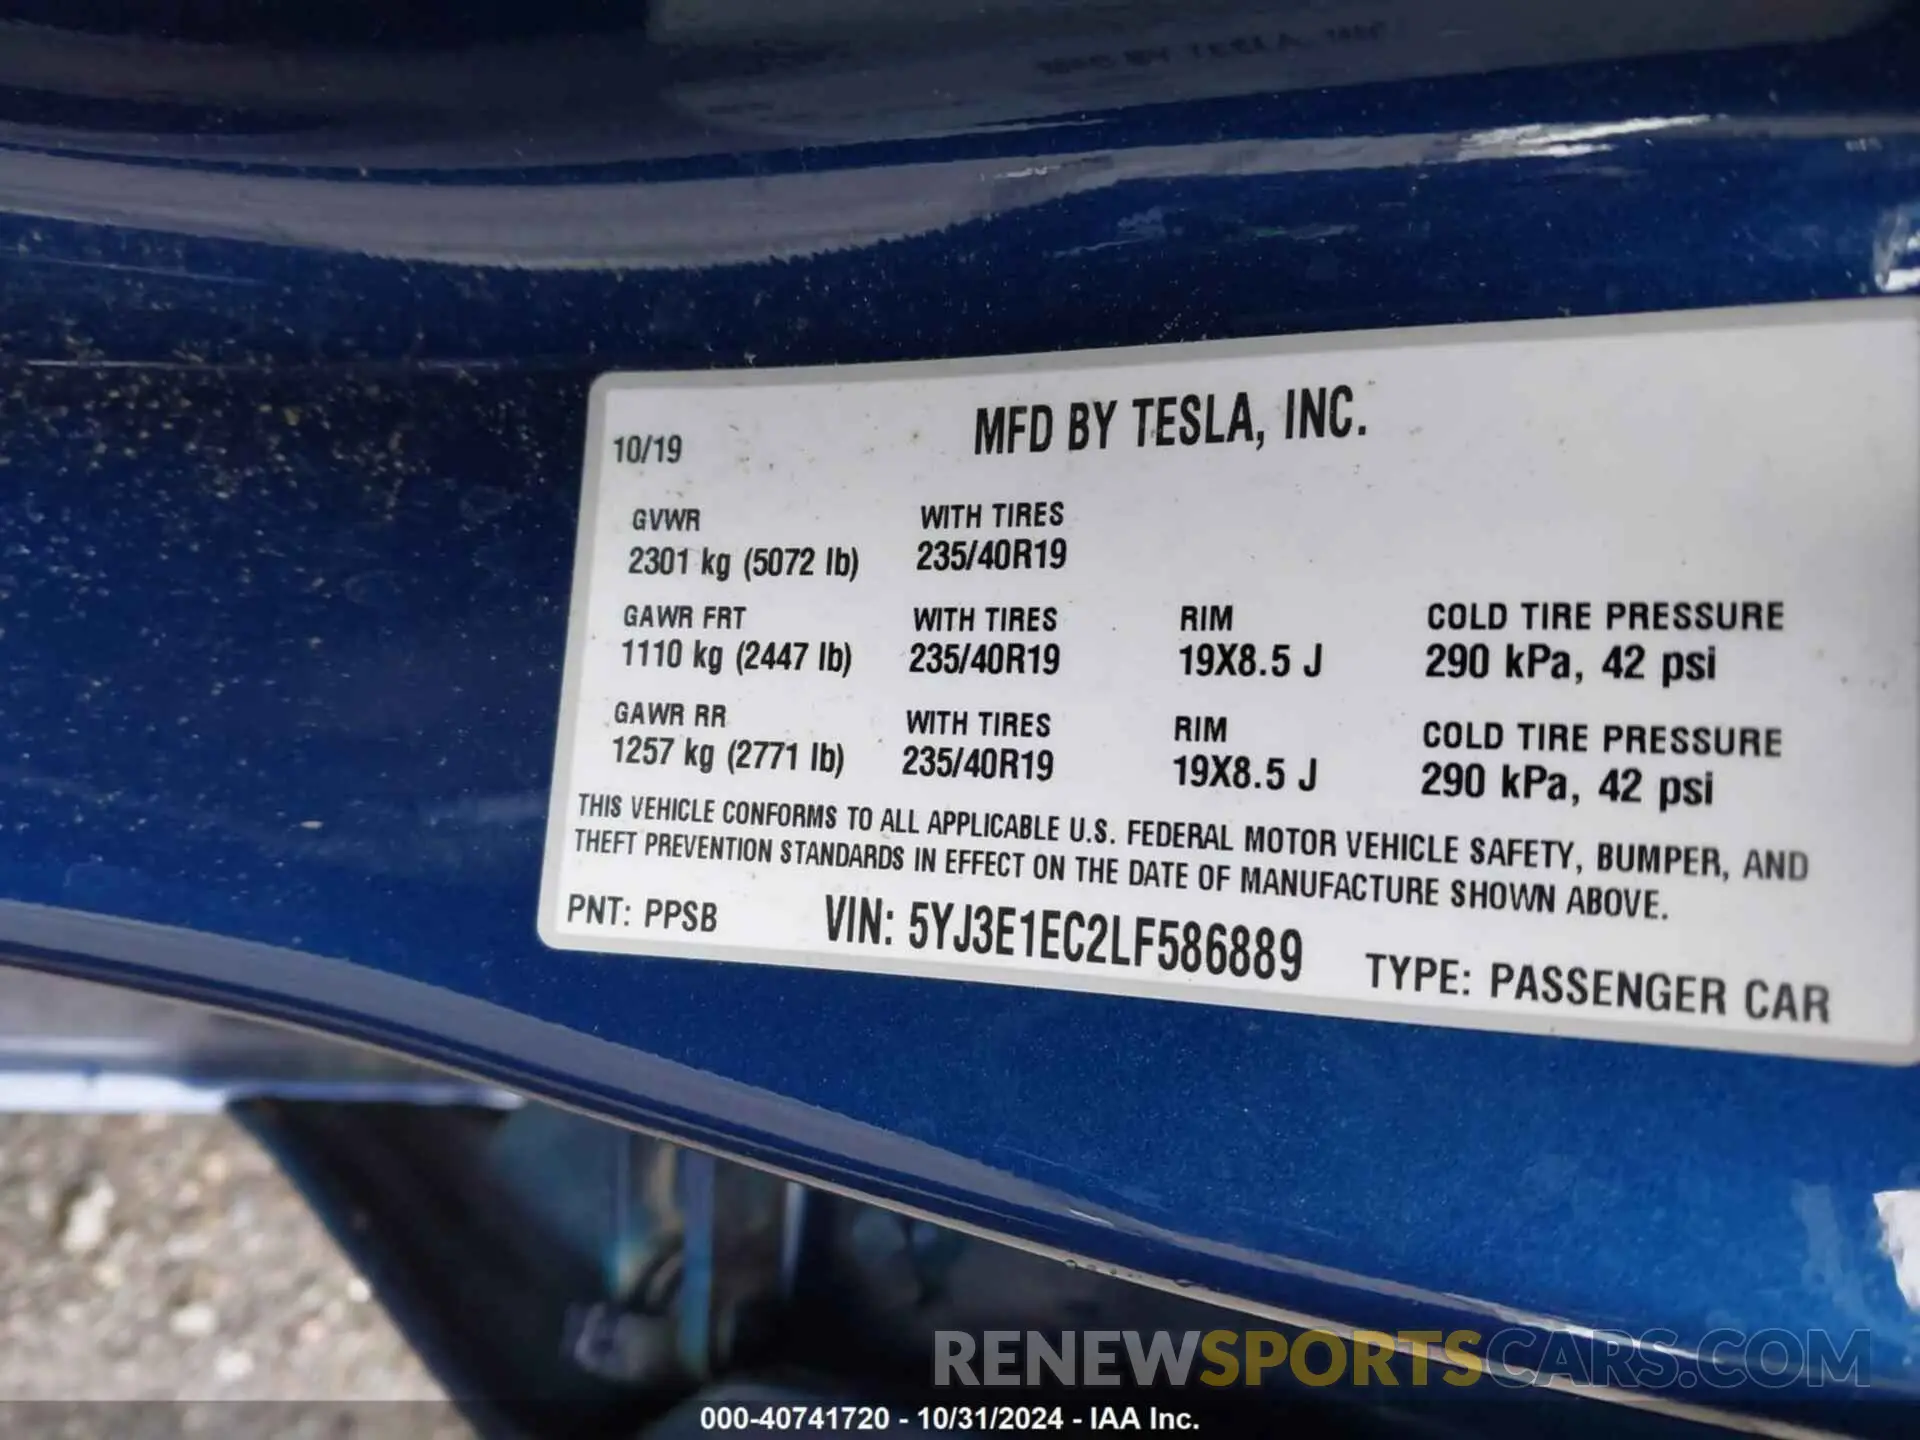 MFD BY TESLA, INC.
10/19
GVWR
2301 kg (5072 lb)
WITH TIRES
235/40R19
GAWR FRT
1110 kg (2447 lb)
WITH TIRES
235/40R19
RIM
19X8.5 J
COLD TIRE PRESSURE
290 kPa, 42 psi
GAWR RR
1257 kg (2771 lb)
WITH TIRES
235/40R19
RIM
19X8.5 J
COLD TIRE PRESSURE
290 kPa, 42 psi
THIS VEHICLE CONFORMS TO ALL APPLICABLE U.S. FEDERAL MOTOR VEHICLE SAFETY, BUMPER, AND
THEFT PREVENTION STANDARDS IN EFFECT ON THE DATE OF MANUFACTURE SHOWN ABOVE.
PNT: PPSB
VIN: 5YJ3E1EC2LF586889
TYPE: PASSENGER CAR
RENEWSPORTSCARS.COM
000-40741720 - 10/31/2024 - IAA Inc.